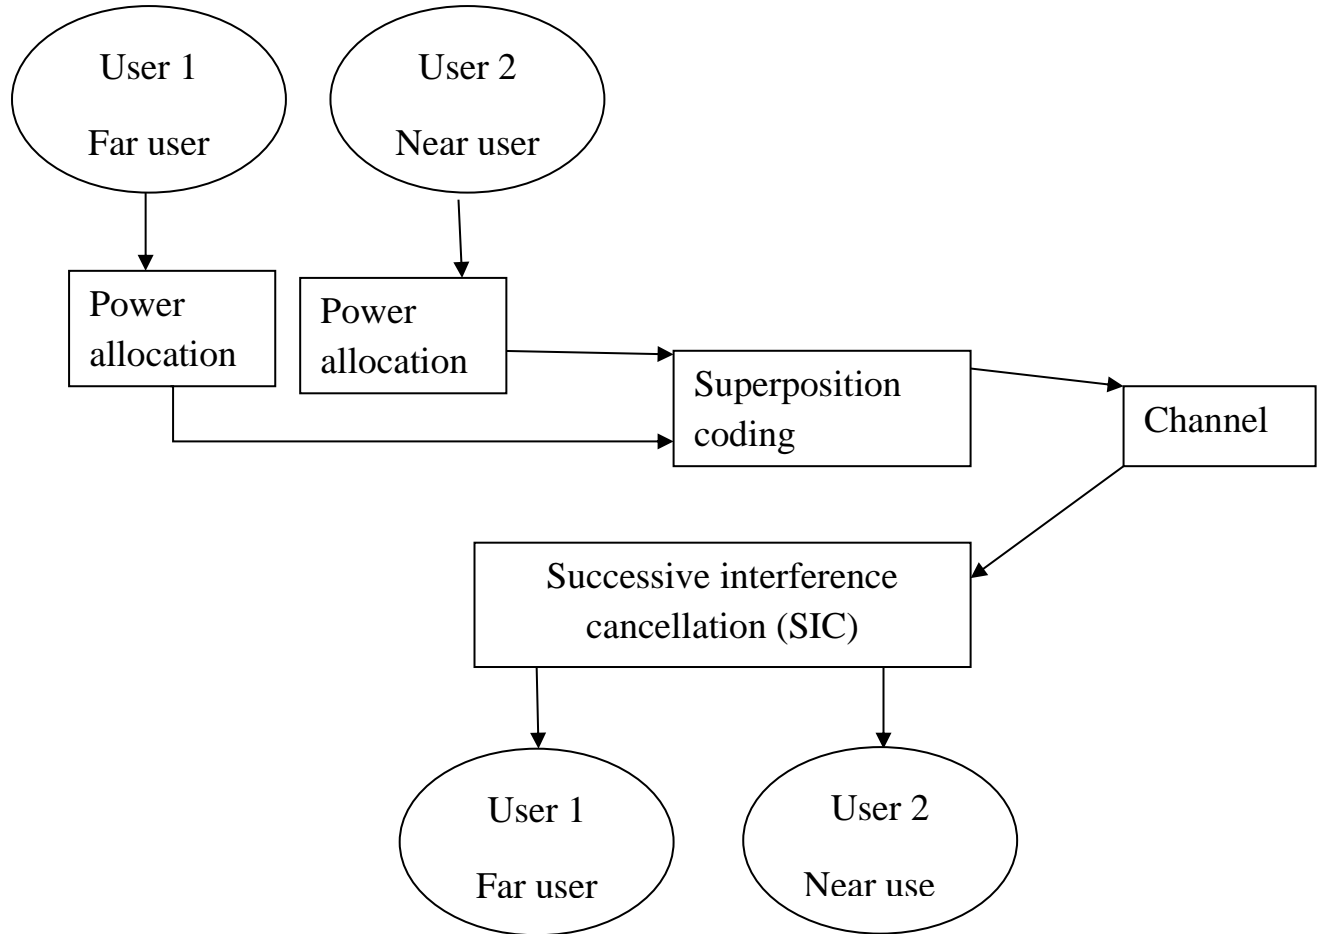 User 1
Far user
User 2
Near user
Power
allocation
Power
allocation
Superposition
coding
Channel
Successive interference
cancellation (SIC)
User 1
Far user
User 2
Near use